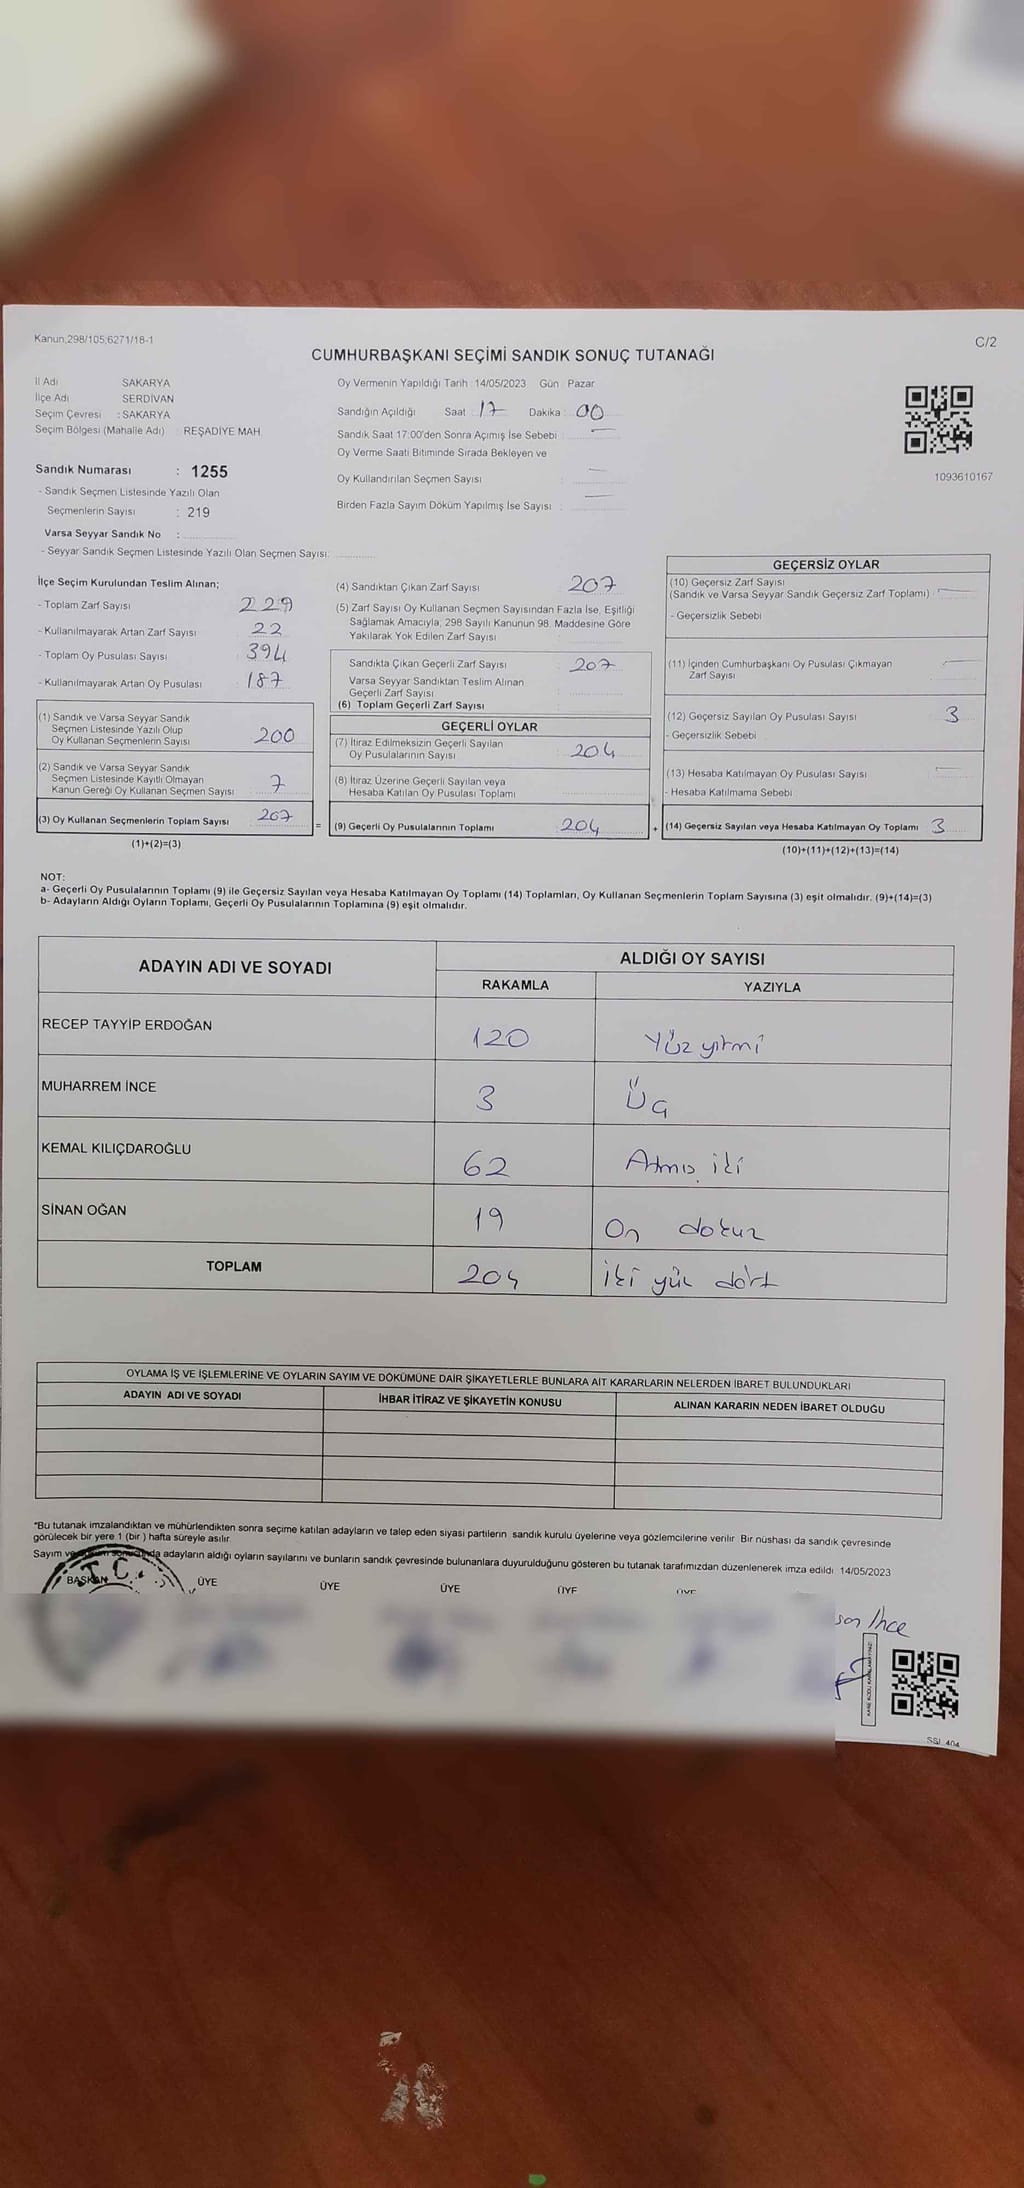 Kanun,298/105;6271/18-1
C/2
CUMHURBAŞKANI SEÇİMİ SANDIK SONUÇ TUTANAĞI
İl Adı SAKARYA
İlçe Adı SERDİVAN
Seçim Çevresi : SAKARYA
Seçim Bölgesi (Mahalle Adı) : REŞADİYE MAH.
Sandık Numarası : 1255
- Sandık Seçmen Listesinde Yazılı Olan
Seçmenlerin Sayısı : 219
Varsa Seyyar Sandık No :
- Seyyar Sandık Seçmen Listesinde Yazılı Olan Seçmen Sayısı:
Oy Vermenin Yapıldığı Tarih : 14/05/2023 Gün : Pazar
Sandığın Açıldığı Saat : 17 Dakika : 00
Sandık Saat 17:00'den Sonra Açımış İse Sebebi :
Oy Verme Saati Bitiminde Sırada Bekleyen ve
Oy Kullandırılan Seçmen Sayısı :
Birden Fazla Sayım Döküm Yapılmış İse Sayısı :
1093610167
İlçe Seçim Kurulundan Teslim Alınan;
- Toplam Zarf Sayısı 229
- Kullanılmayarak Artan Zarf Sayısı : 22
- Toplam Oy Pusulası Sayısı : 394
- Kullanılmayarak Artan Oy Pusulası : 187
(1) Sandık ve Varsa Seyyar Sandık
Seçmen Listesinde Yazılı Olup
Oy Kullanan Seçmenlerin Sayısı 200
(2) Sandık ve Varsa Seyyar Sandık
Seçmen Listesinde Kayıtlı Olmayan
Kanun Gereği Oy Kullanan Seçmen Sayısı : 7
(3) Oy Kullanan Seçmenlerin Toplam Sayısı 207
(1)+(2)=(3)
(4) Sandıktan Çıkan Zarf Sayısı 207
(5) Zarf Sayısı Oy Kullanan Seçmen Sayısından Fazla İse, Eşitliği
Sağlamak Amacıyla, 298 Sayılı Kanunun 98. Maddesine Göre
Yakılarak Yok Edilen Zarf Sayısı
Sandıkta Çıkan Geçerli Zarf Sayısı 207
Varsa Seyyar Sandıktan Teslim Alınan
Geçerli Zarf Sayısı
(6) Toplam Geçerli Zarf Sayısı
GEÇERLİ OYLAR
(7) İtiraz Edilmeksizin Geçerli Sayılan
Oy Pusulalarının Sayısı 204
(8) İtiraz Üzerine Geçerli Sayılan veya
Hesaba Katılan Oy Pusulası Toplamı
= (9) Geçerli Oy Pusulalarının Toplamı 204
GEÇERSİZ OYLAR
(10) Geçersiz Zarf Sayısı
(Sandık ve Varsa Seyyar Sandık Geçersiz Zarf Toplamı)
- Geçersizlik Sebebi
(11) İçinden Cumhurbaşkanı Oy Pusulası Çıkmayan
Zarf Sayısı
(12) Geçersiz Sayılan Oy Pusulası Sayısı 3
- Geçersizlik Sebebi
(13) Hesaba Katılmayan Oy Pusulası Sayısı
- Hesaba Katılmama Sebebi
+ (14) Geçersiz Sayılan veya Hesaba Katılmayan Oy Toplamı 3
(10)+(11)+(12)+(13)=(14)
NOT:
a- Geçerli Oy Pusulalarının Toplamı (9) ile Geçersiz Sayılan veya Hesaba Katılmayan Oy Toplamı (14) Toplamları, Oy Kullanan Seçmenlerin Toplam Sayısına (3) eşit olmalıdır. (9)+(14)=(3)
b- Adayların Aldığı Oyların Toplamı, Geçerli Oy Pusulalarının Toplamına (9) eşit olmalıdır.
ADAYIN ADI VE SOYADI ALDIĞI OY SAYISI
RAKAMLA YAZIYLA
RECEP TAYYİP ERDOĞAN 120 Yüz yirmi
MUHARREM İNCE 3 Üç
KEMAL KILIÇDAROĞLU 62 Atmış iki
SİNAN OĞAN 19 On dokuz
TOPLAM 204 iki yüz dört
OYLAMA İŞ VE İŞLEMLERİNE VE OYLARIN SAYIM VE DÖKÜMÜNE DAİR ŞİKAYETLERLE BUNLARA AİT KARARLARIN NELERDEN İBARET BULUNDUKLARI
ADAYIN ADI VE SOYADI İHBAR İTİRAZ VE ŞİKAYETİN KONUSU ALINAN KARARIN NEDEN İBARET OLDUĞU
*Bu tutanak imzalandıktan ve mühürlendikten sonra seçime katılan adayların ve talep eden siyasi partilerin sandık kurulu üyelerine veya gözlemcilerine verilir. Bir nüshası da sandık çevresinde
görülecek bir yere 1 (bir) hafta süreyle asılır.
Sayım ve adayların aldığı oyların sayılarını ve bunların sandık çevresinde bulunanlara duyurulduğunu gösteren bu tutanak tarafımızdan düzenlenerek imza edildi. 14/05/2023
T.C.
BAŞKAN ÜYE ÜYE ÜYE ÜYE ÜYE
İnce
SSI_404